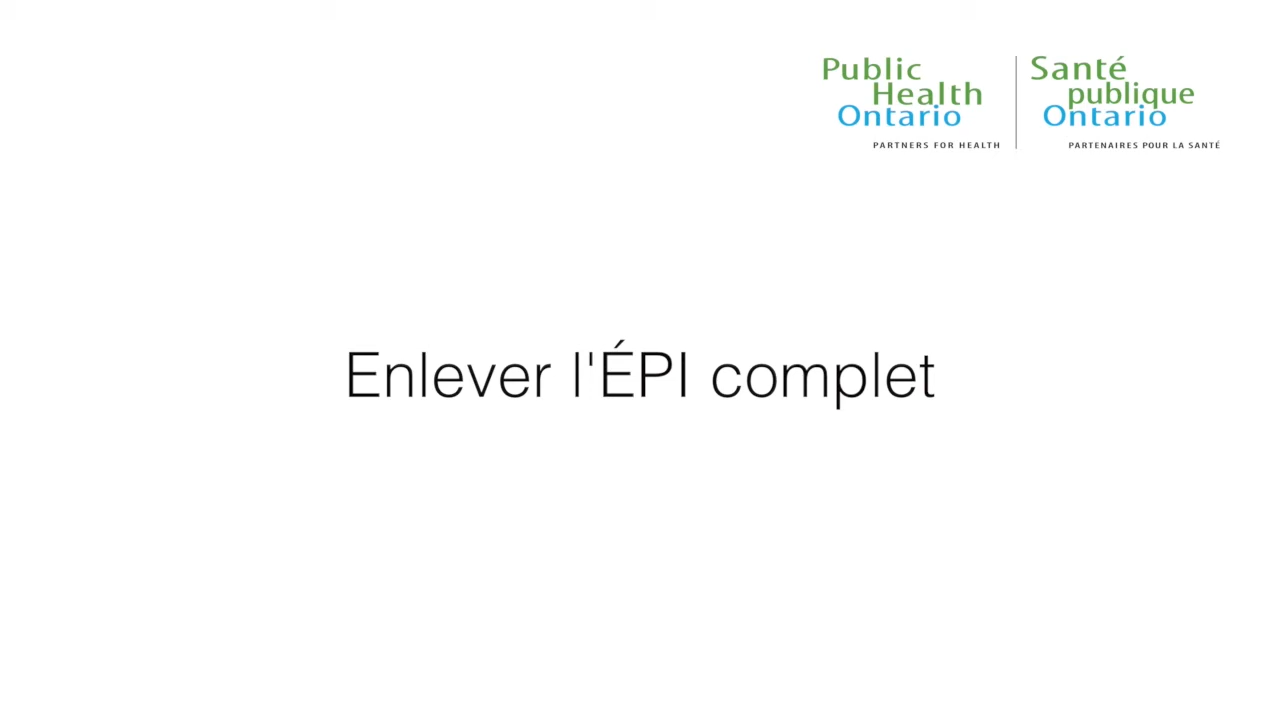 Public
Health
Ontario
PARTNERS FOR HEALTH
Santé
publique
Ontario
PARTENAIRES POUR LA SANTÉ
Enlever l'ÉPI complet